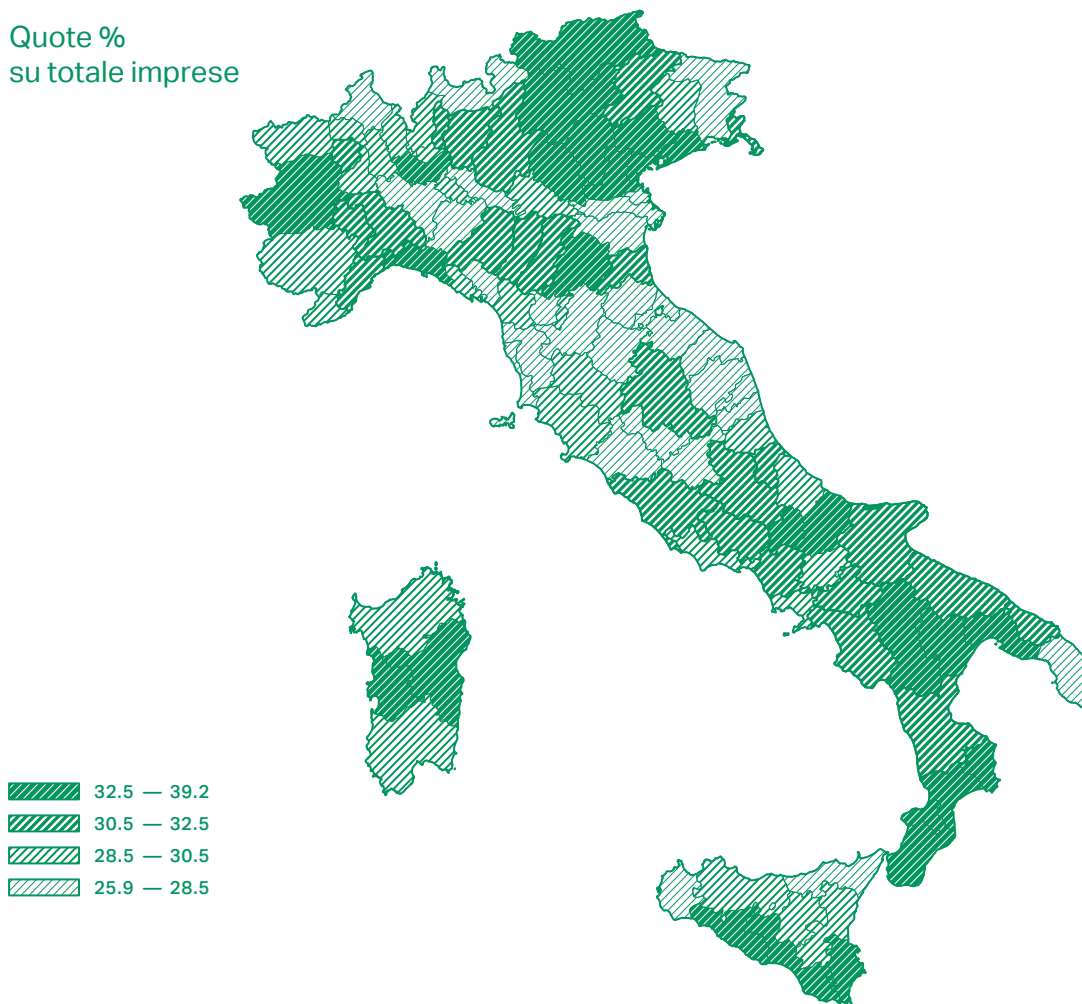 Quote %
su totale imprese
32.5 — 39.2
30.5 — 32.5
28.5 — 30.5
25.9 — 28.5